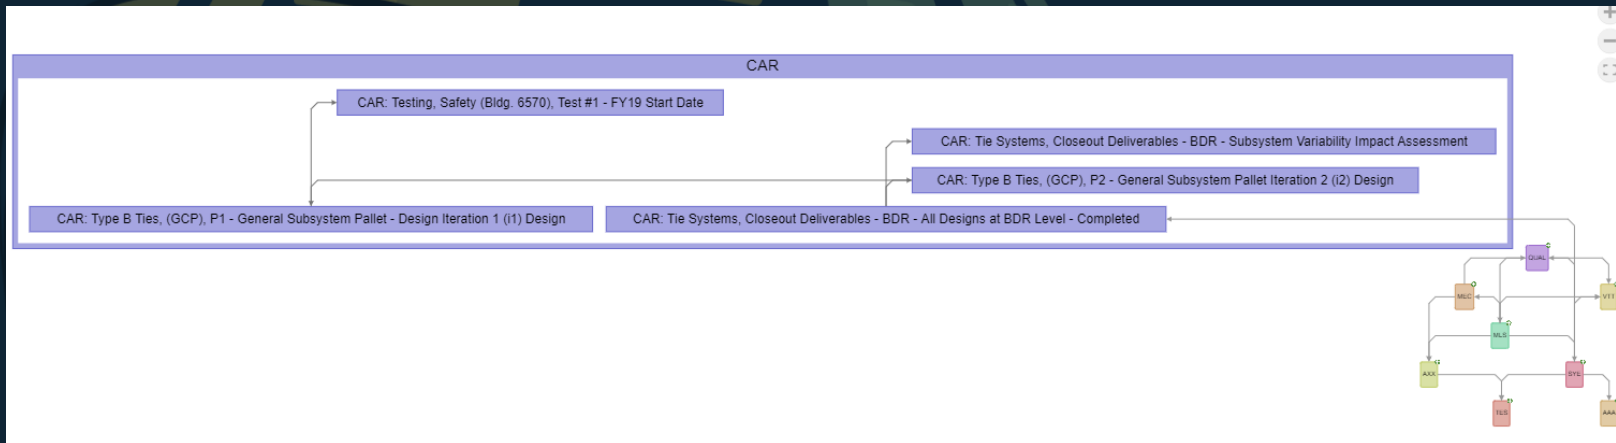 CAR
CAR: Testing, Safety (Bldg. 6570), Test #1 - FY19 Start Date
CAR: Tie Systems, Closeout Deliverables - BDR - Subsystem Variability Impact Assessment
CAR: Type B Ties, (GCP), P2 - General Subsystem Pallet Iteration 2 (i2) Design
CAR: Type B Ties, (GCP), P1 - General Subsystem Pallet - Design Iteration 1 (i1) Design
CAR: Tie Systems, Closeout Deliverables - BDR - All Designs at BDR Level - Completed
QUAL
MEC
VTT
MLS
AXX
SYE
AAA